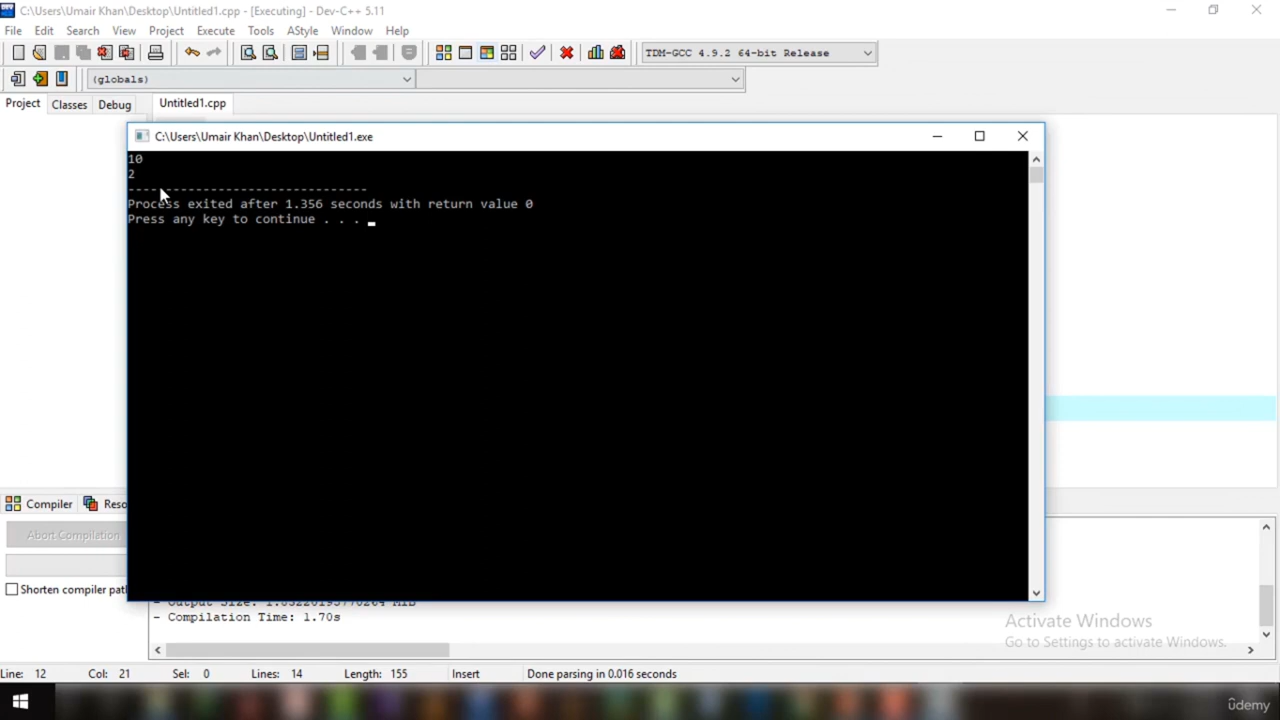 C:\Users\Umair Khan\Desktop\Untitled1.cpp - [Executing] - Dev-C++ 5.11
File Edit Search View Project Execute Tools AStyle Window Help
TDM-GCC 4.9.2 64-bit Release
(globals)
Project Classes Debug Untitled1.cpp
C:\Users\Umair Khan\Desktop\Untitled1.exe
10
2
--------------------------------
Process exited after 1.356 seconds with return value 0
Press any key to continue . . .
Compiler Reso
Abort Compilation
Shorten compiler pat
- Compilation Time: 1.70s
Activate Windows
Go to Settings to activate Windows.
Line: 12 Col: 21 Sel: 0 Lines: 14 Length: 155 Insert Done parsing in 0.016 seconds
ûdemy